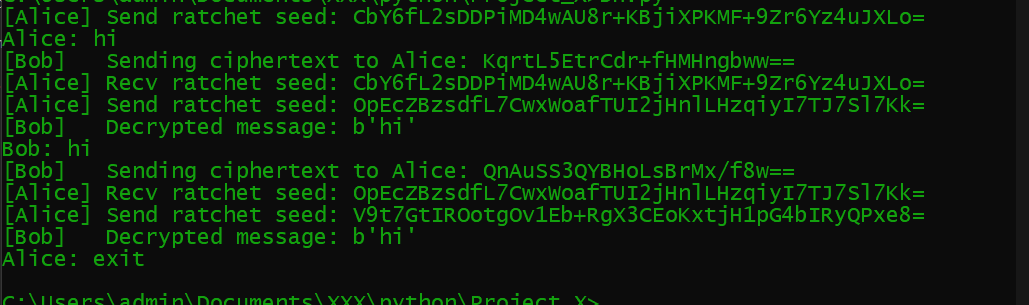 [Alice] Send ratchet seed: CbY6fL2sDDPiMD4wAU8r+KBjiXPKMF+9Zr6Yz4uJXLo=
Alice: hi
[Bob]   Sending ciphertext to Alice: KqrtL5EtrCdr+fHMHngbww==
[Alice] Recv ratchet seed: CbY6fL2sDDPiMD4wAU8r+KBjiXPKMF+9Zr6Yz4uJXLo=
[Alice] Send ratchet seed: OpEcZBzsdfL7CwxWoafTUI2jHnlLHzqiyI7TJ7Sl7Kk=
[Bob]   Decrypted message: b'hi'
Bob: hi
[Bob]   Sending ciphertext to Alice: QnAuSS3QYBHoLsBrMx/f8w==
[Alice] Recv ratchet seed: OpEcZBzsdfL7CwxWoafTUI2jHnlLHzqiyI7TJ7Sl7Kk=
[Alice] Send ratchet seed: V9t7GtIROotgOv1Eb+RgX3CEoKxtjH1pG4bIRyQPxe8=
[Bob]   Decrypted message: b'hi'
Alice: exit
C:\Users\admin\Documents\XXX\python\Project_X>